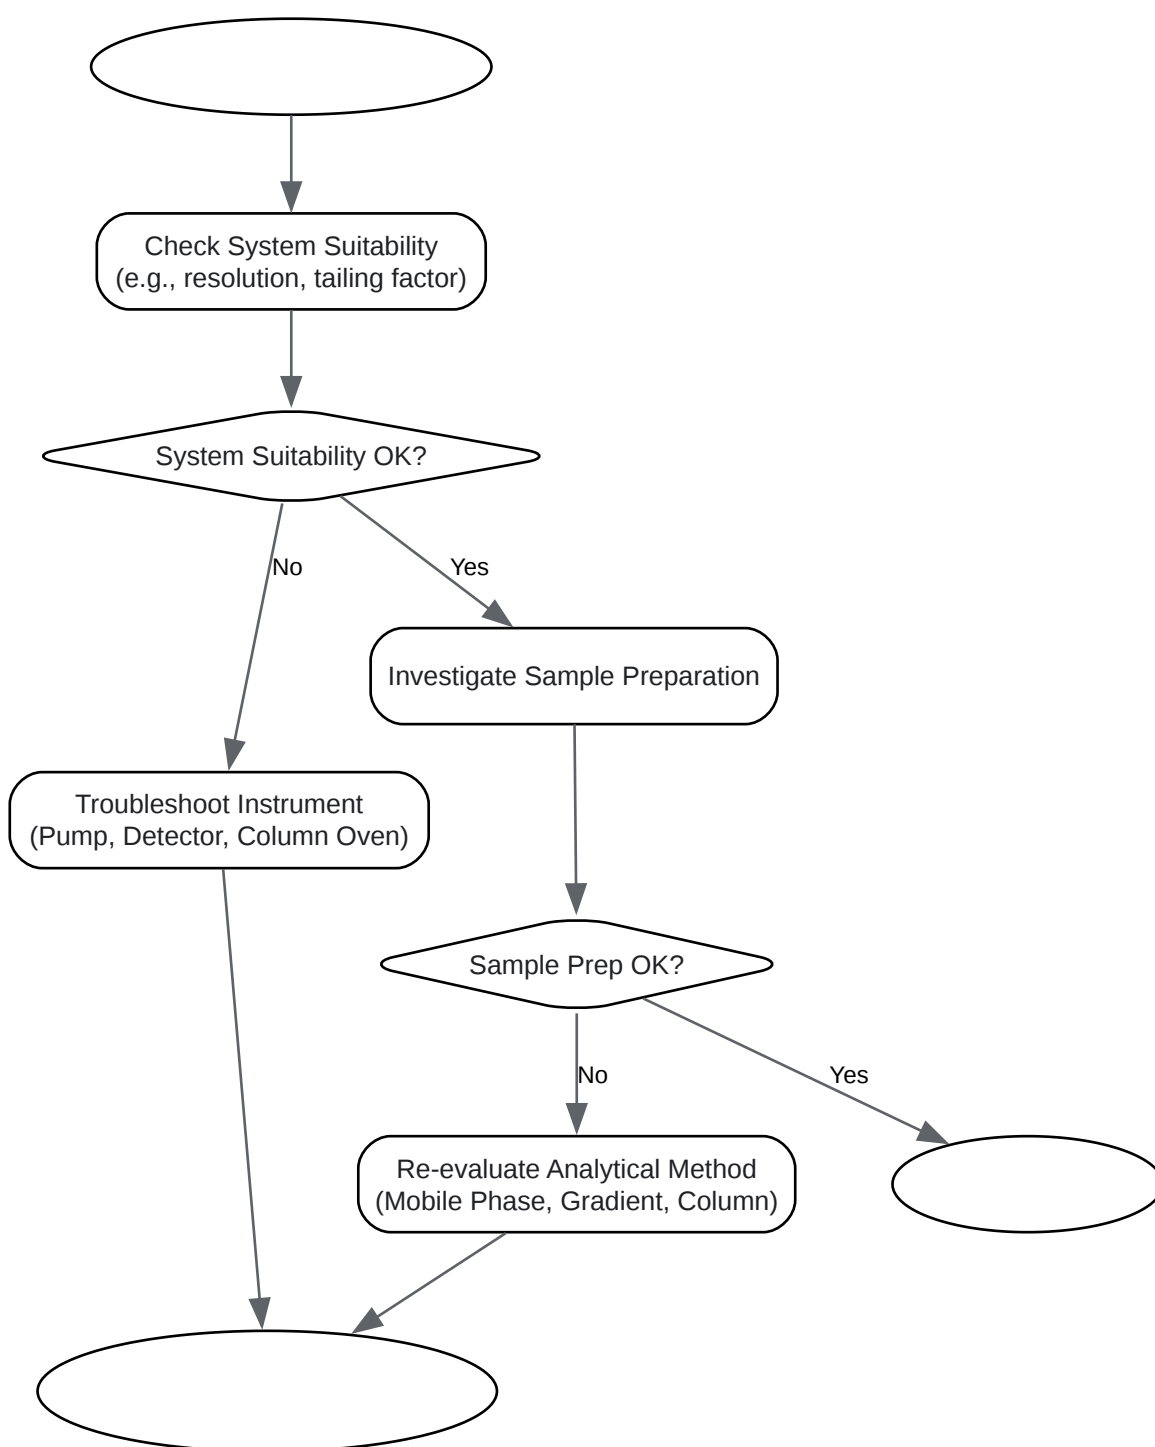 Check System Suitability
(e.g., resolution, tailing factor)
System Suitability OK?
No
Yes
Investigate Sample Preparation
Troubleshoot Instrument
(Pump, Detector, Column Oven)
Sample Prep OK?
No
Yes
Re-evaluate Analytical Method
(Mobile Phase, Gradient, Column)